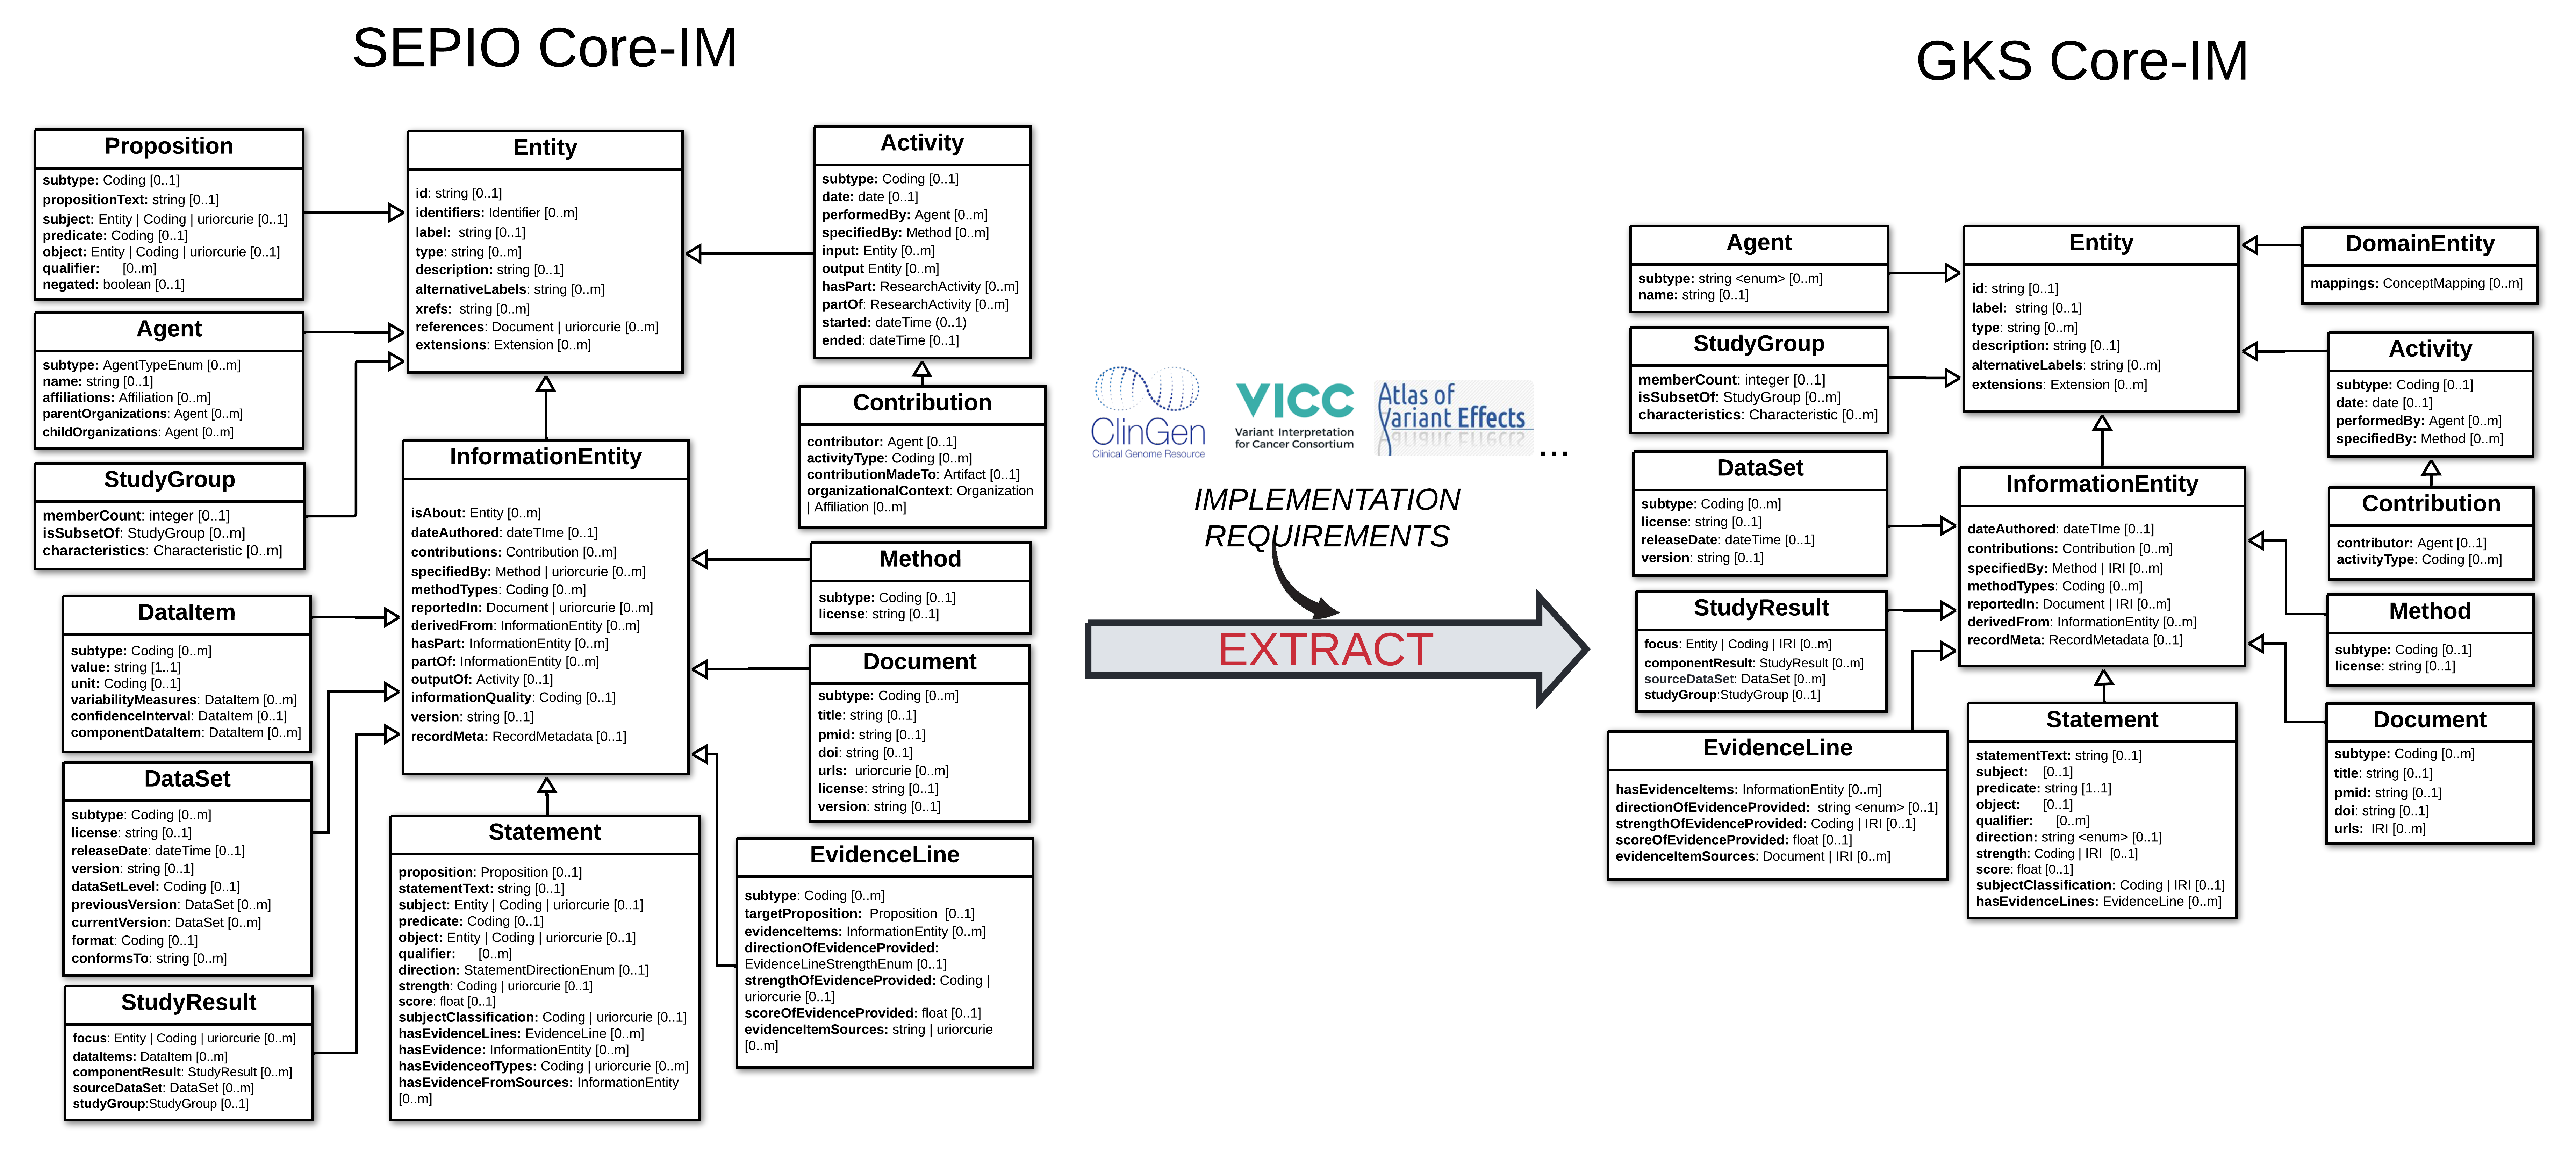 SEPIO Core-IM
Proposition
subtype: Coding [0..1]
propositionText: string [0..1]
subject: Entity | Coding | uriorcurie [0..1]
predicate: Coding [0..1]
object: Entity | Coding | uriorcurie [0..1]
qualifier: [0..m]
negated: boolean [0..1]
Agent
subtype: AgentTypeEnum [0..m]
name: string [0..1]
affiliations: Affiliation [0..m]
parentOrganizations: Agent [0..m]
childOrganizations: Agent [0..m]
StudyGroup
memberCount: integer [0..1]
isSubsetOf: StudyGroup [0..m]
characteristics: Characteristic [0..m]
DataItem
subtype: Coding [0..m]
value: string [1..1]
unit: Coding [0..1]
variabilityMeasures: DataItem [0..m]
confidenceInterval: DataItem [0..1]
componentDataItem: DataItem [0..m]
DataSet
subtype: Coding [0..m]
license: string [0..1]
releaseDate: dateTime [0..1]
version: string [0..1]
dataSetLevel: Coding [0..1]
previousVersion: DataSet [0..m]
currentVersion: DataSet [0..m]
format: Coding [0..1]
conformsTo: string [0..m]
StudyResult
focus: Entity | Coding | uriorcurie [0..m]
dataItems: DataItem [0..m]
componentResult: StudyResult [0..m]
sourceDataSet: DataSet [0..m]
studyGroup:StudyGroup [0..1]
Entity
id: string [0..1]
identifiers: Identifier [0..m]
label: string [0..1]
type: string [0..m]
description: string [0..1]
alternativeLabels: string [0..m]
xrefs: string [0..m]
references: Document | uriorcurie [0..m]
extensions: Extension [0..m]
InformationEntity
isAbout: Entity [0..m]
dateAuthored: dateTIme [0..1]
contributions: Contribution [0..m]
specifiedBy: Method | uriorcurie [0..m]
methodTypes: Coding [0..m]
reportedIn: Document | uriorcurie [0..m]
derivedFrom: InformationEntity [0..m]
hasPart: InformationEntity [0..m]
partOf: InformationEntity [0..m]
outputOf: Activity [0..1]
informationQuality: Coding [0..1]
version: string [0..1]
recordMeta: RecordMetadata [0..1]
Statement
proposition: Proposition [0..1]
statementText: string [0..1]
subject: Entity | Coding | uriorcurie [0..1]
predicate: Coding [0..1]
object: Entity | Coding | uriorcurie [0..1]
qualifier: [0..m]
direction: StatementDirectionEnum [0..1]
strength: Coding | uriorcurie [0..1]
score: float [0..1]
subjectClassification: Coding | uriorcurie [0..1]
hasEvidenceLines: EvidenceLine [0..m]
hasEvidence: InformationEntity [0..m]
hasEvidenceofTypes: Coding | uriorcurie [0..m]
hasEvidenceFromSources: InformationEntity
[0..m]
Activity
subtype: Coding [0..1]
date: date [0..1]
performedBy: Agent [0..m]
specifiedBy: Method [0..m]
input: Entity [0..m]
output Entity [0..m]
hasPart: ResearchActivity [0..m]
partOf: ResearchActivity [0..m]
started: dateTime (0..1)
ended: dateTime [0..1]
Contribution
contributor: Agent [0..1]
activityType: Coding [0..m]
contributionMadeTo: Artifact [0..1]
organizationalContext: Organization
| Affiliation [0..m]
Method
subtype: Coding [0..1]
license: string [0..1]
Document
subtype: Coding [0..m]
title: string [0..1]
pmid: string [0..1]
doi: string [0..1]
urls: uriorcurie [0..m]
license: string [0..1]
version: string [0..1]
EvidenceLine
subtype: Coding [0..m]
targetProposition: Proposition [0..1]
evidenceItems: InformationEntity [0..m]
directionOfEvidenceProvided:
EvidenceLineStrengthEnum [0..1]
strengthOfEvidenceProvided: Coding |
uriorcurie [0..1]
scoreOfEvidenceProvided: float [0..1]
evidenceItemSources: string | uriorcurie
[0..m]
ClinGen
Clinical Genome Resource
VICC
Variant Interpretation
for Cancer Consortium
Atlas of
Variant Effects
...
IMPLEMENTATION
REQUIREMENTS
EXTRACT
GKS Core-IM
Agent
subtype: string <enum> [0..m]
name: string [0..1]
StudyGroup
memberCount: integer [0..1]
isSubsetOf: StudyGroup [0..m]
characteristics: Characteristic [0..m]
DataSet
subtype: Coding [0..m]
license: string [0..1]
releaseDate: dateTime [0..1]
version: string [0..1]
StudyResult
focus: Entity | Coding | IRI [0..m]
componentResult: StudyResult [0..m]
sourceDataSet: DataSet [0..m]
studyGroup:StudyGroup [0..1]
EvidenceLine
hasEvidenceItems: InformationEntity [0..m]
directionOfEvidenceProvided: string <enum> [0..1]
strengthOfEvidenceProvided: Coding | IRI [0..1]
scoreOfEvidenceProvided: float [0..1]
evidenceItemSources: Document | IRI [0..m]
Entity
id: string [0..1]
label: string [0..1]
type: string [0..m]
description: string [0..1]
alternativeLabels: string [0..m]
extensions: Extension [0..m]
InformationEntity
dateAuthored: dateTIme [0..1]
contributions: Contribution [0..m]
specifiedBy: Method | IRI [0..m]
methodTypes: Coding [0..m]
reportedIn: Document | IRI [0..m]
derivedFrom: InformationEntity [0..m]
recordMeta: RecordMetadata [0..1]
Statement
statementText: string [0..1]
subject: [0..1]
predicate: string [1..1]
object: [0..1]
qualifier: [0..m]
direction: string <enum> [0..1]
strength: Coding | IRI [0..1]
score: float [0..1]
subjectClassification: Coding | IRI [0..1]
hasEvidenceLines: EvidenceLine [0..m]
DomainEntity
mappings: ConceptMapping [0..m]
Activity
subtype: Coding [0..1]
date: date [0..1]
performedBy: Agent [0..m]
specifiedBy: Method [0..m]
Contribution
contributor: Agent [0..1]
activityType: Coding [0..m]
Method
subtype: Coding [0..1]
license: string [0..1]
Document
subtype: Coding [0..m]
title: string [0..1]
pmid: string [0..1]
doi: string [0..1]
urls: IRI [0..m]